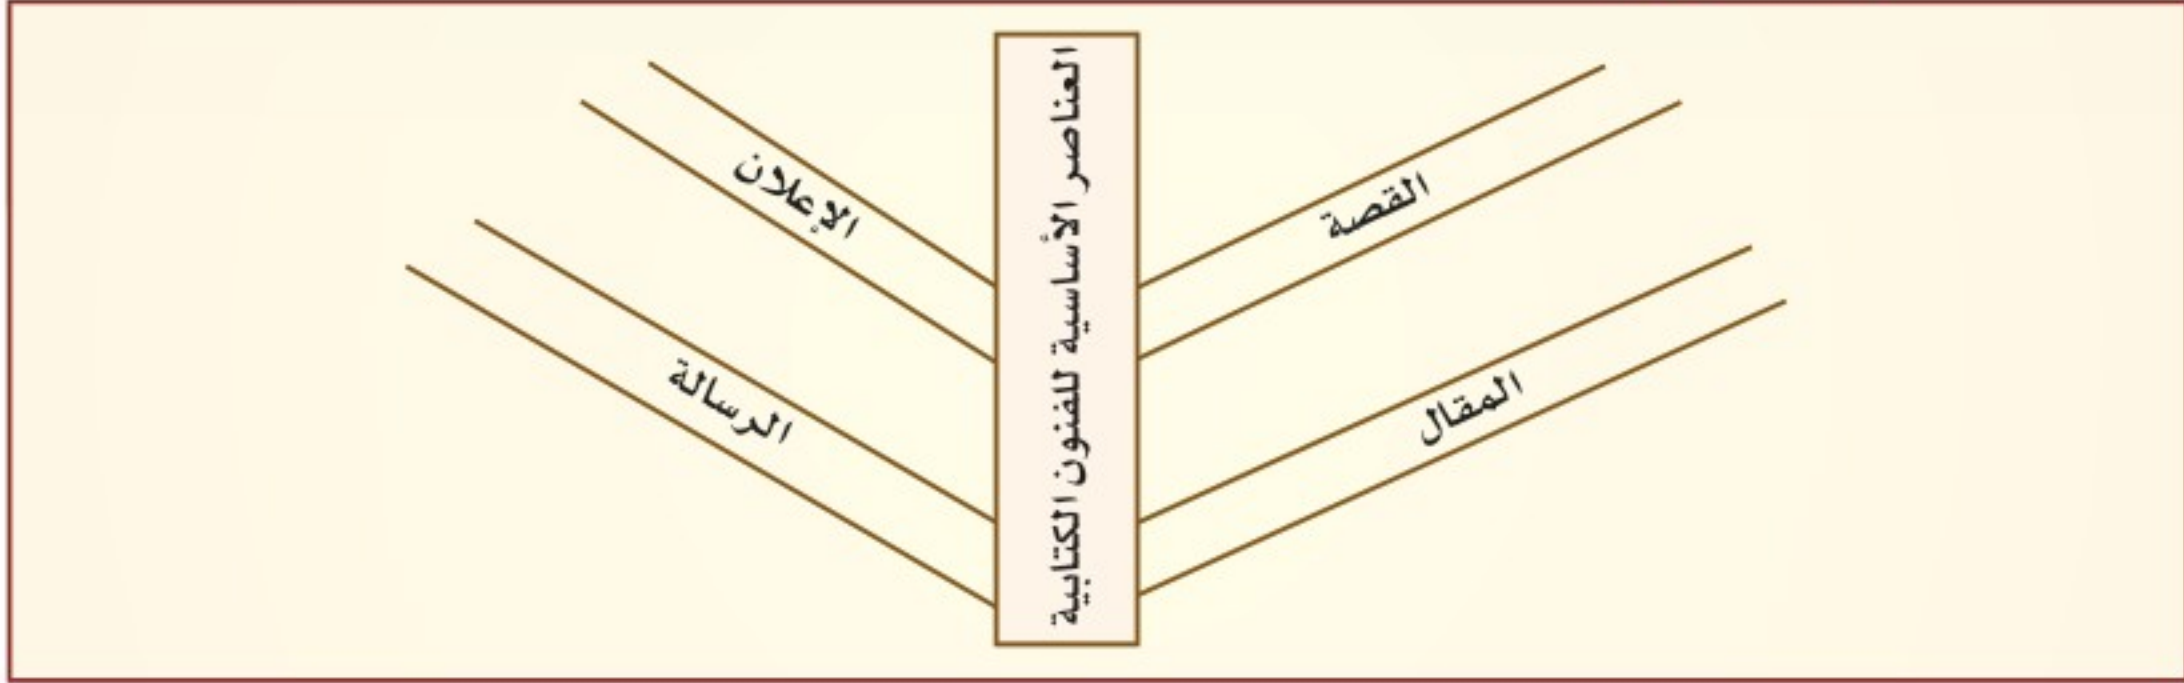 العناصر الأساسية للفنون الكتابية
القصة
الإعلان
المقال
الرسالة